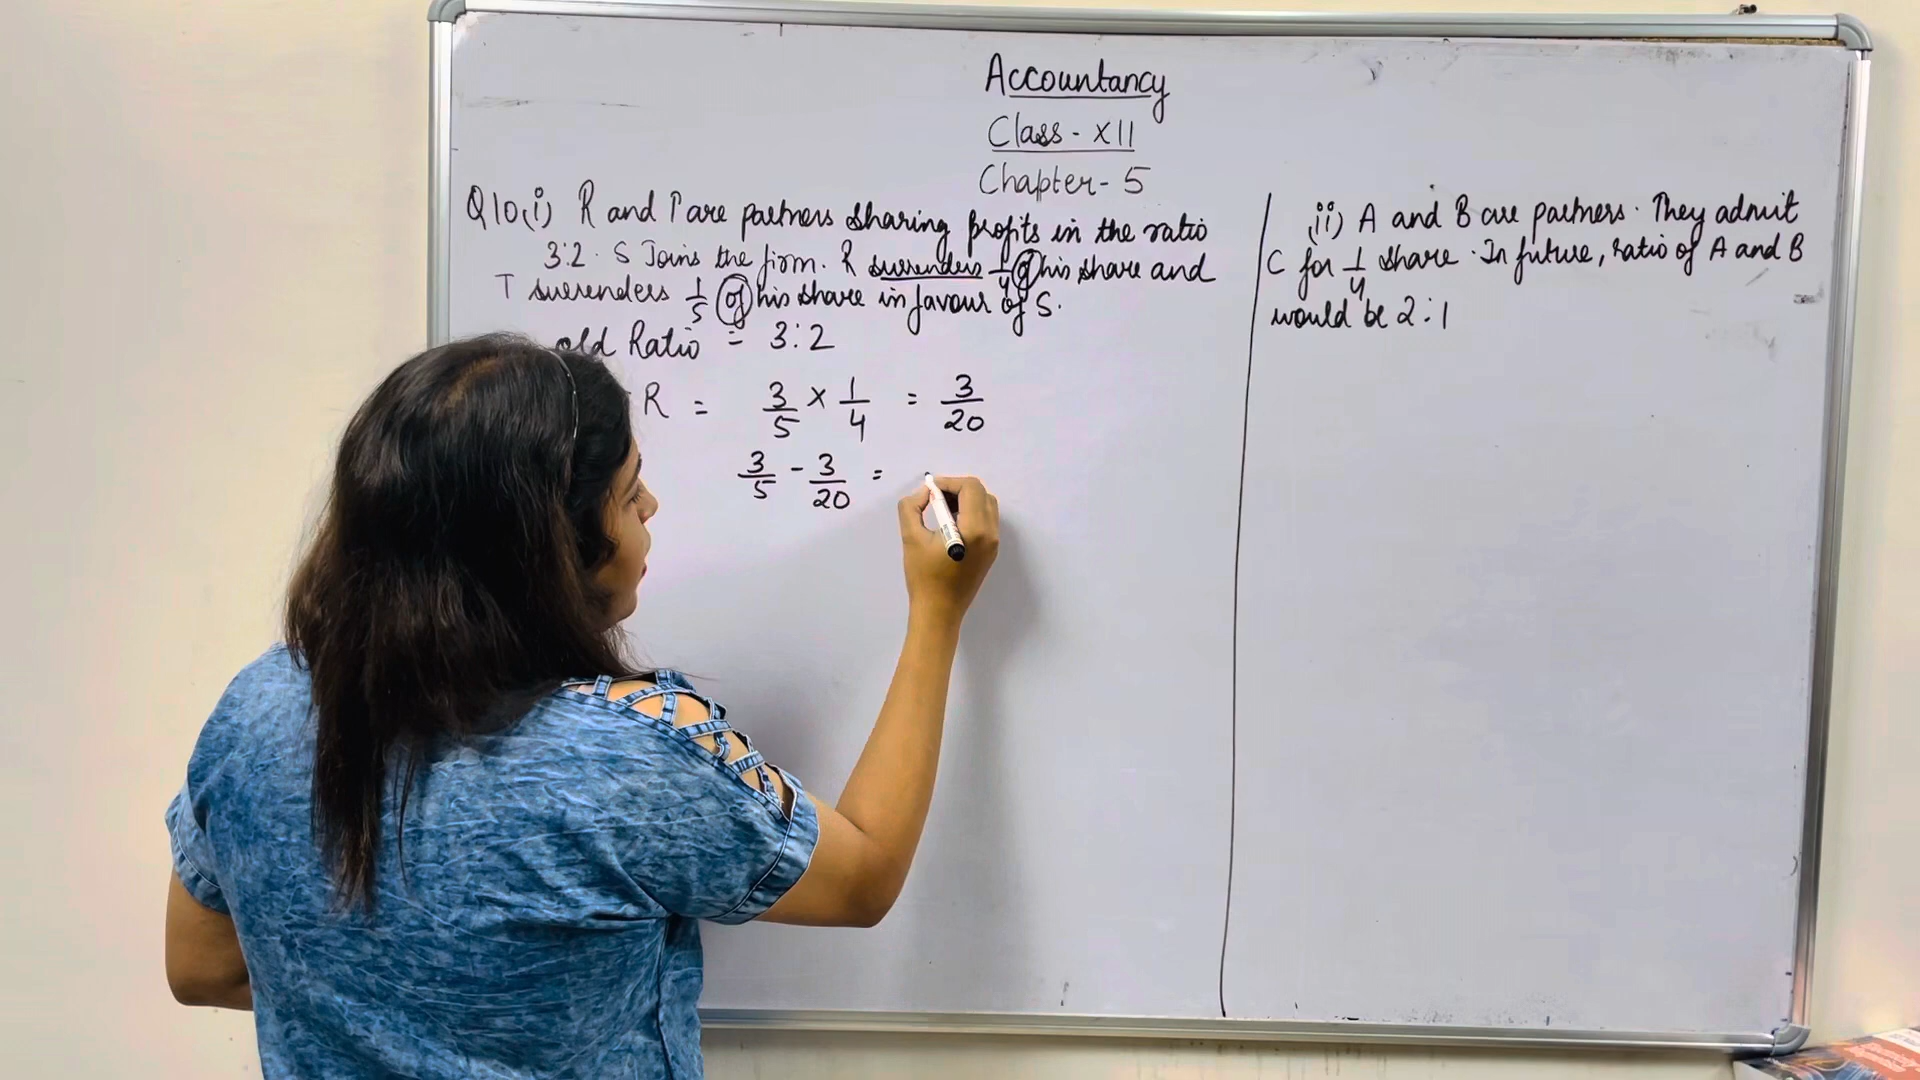 Accountancy
Class - XII
Chapter - 5
Q10,(i) R and T are partners sharing profits in the ratio
3:2. S Joins the firm. R surrenders 1/4 of his share and
T surrenders 1/5 of his share in favour of S.
old Ratio = 3:2
R = 3/5 × 1/4 = 3/20
3/5 - 3/20 =
(ii) A and B are partners. They admit
C for 1/4 share. In future, ratio of A and B
would be 2:1